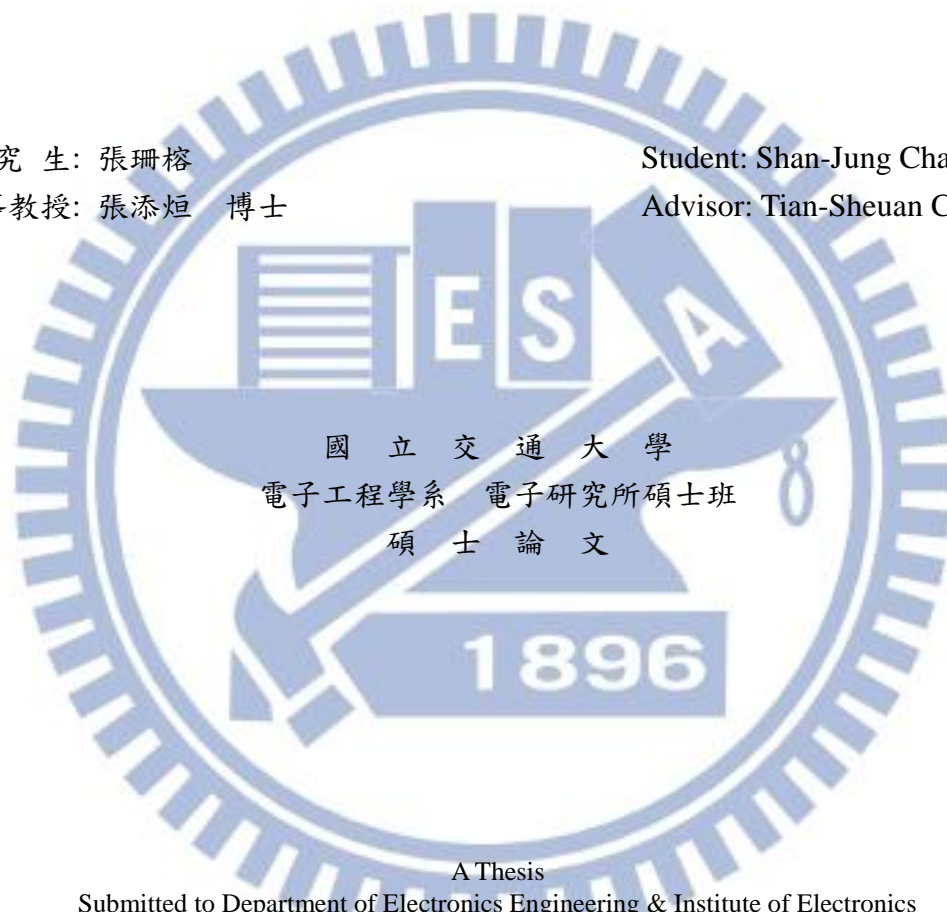 究 生: 張珊榕 Student: Shan-Jung Cha
教授: 張添烜 博士 Advisor: Tian-Sheuan C
E S A
國 立 交 通 大 學
電子工程學系 電子研究所碩士班
碩 士 論 文
1896
A Thesis
Submitted to Department of Electronics Engineering & Institute of Electronics